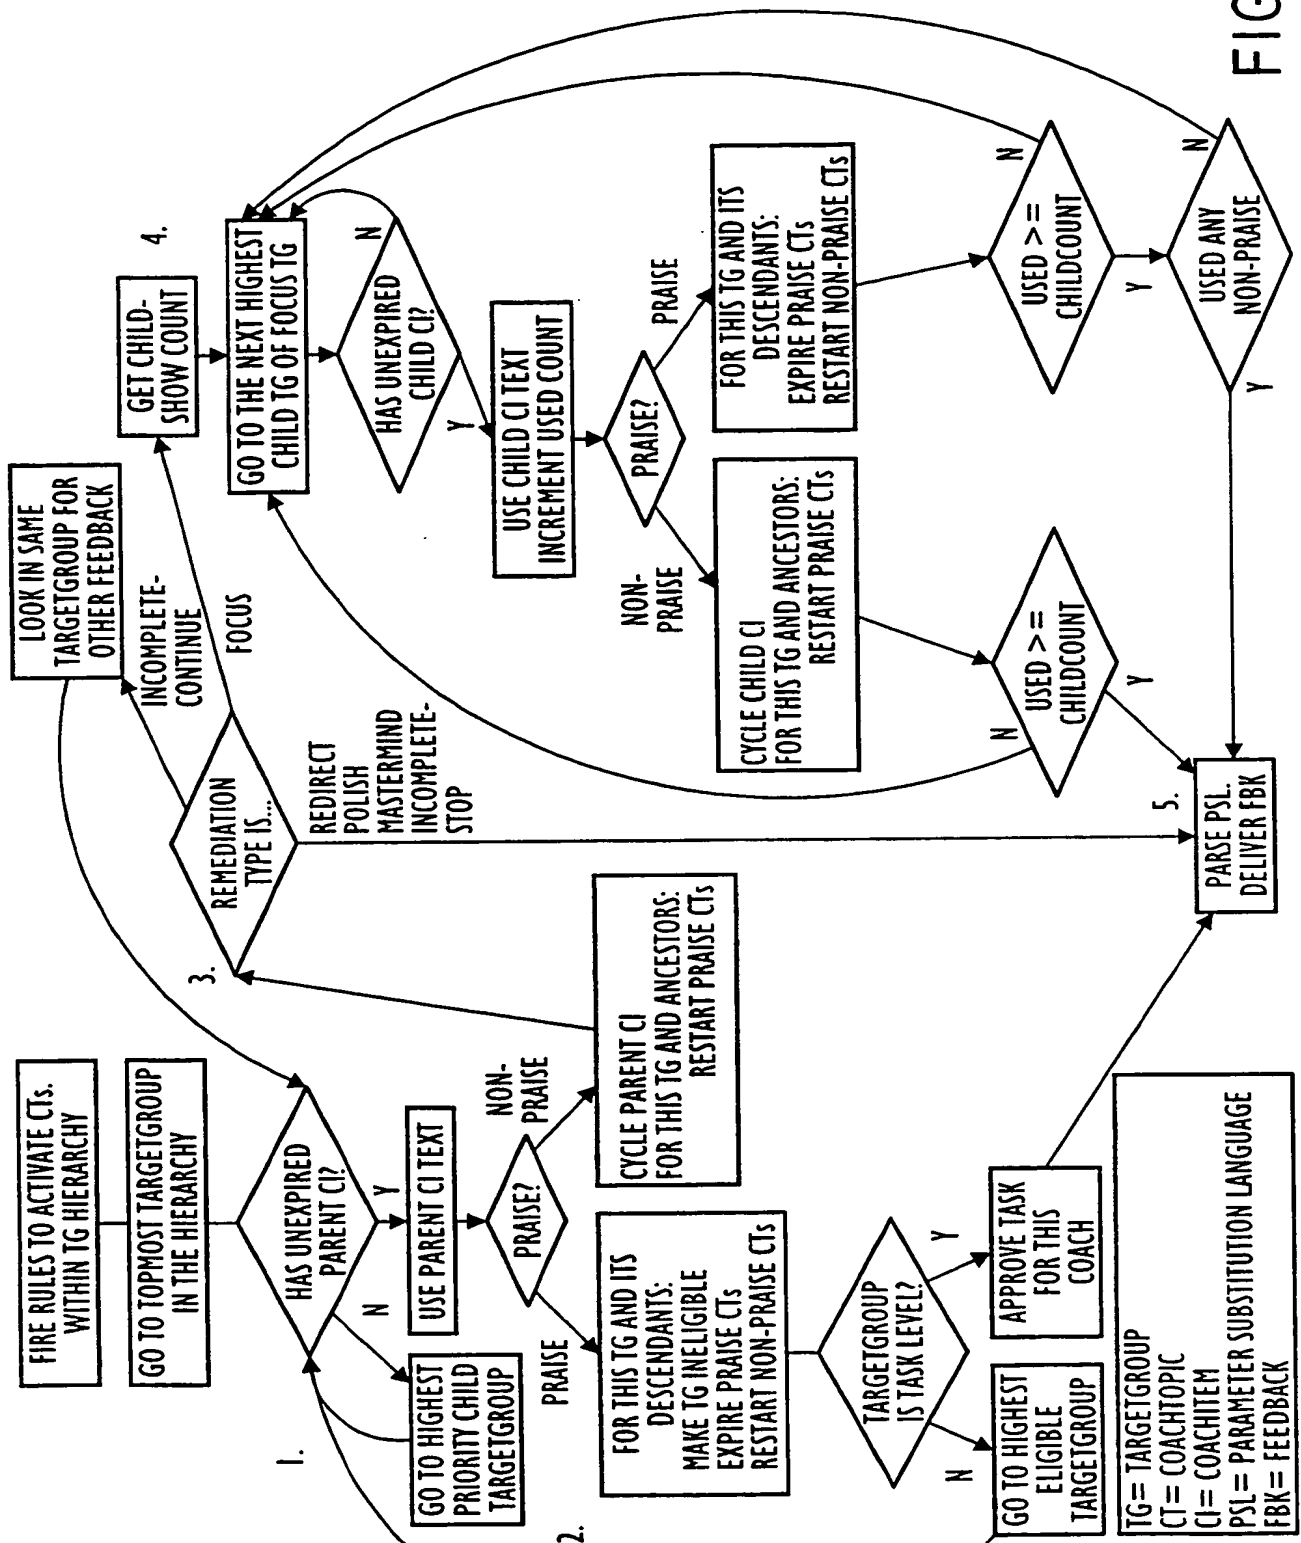 FIRE RULES TO ACTIVATE CTs.
WITHIN TG HIERARCHY
GO TO TOPMOST TARGETGROUP
IN THE HIERARCHY
1.
HAS UNEXPIRED
PARENT CI?
N
Y
GO TO HIGHEST
PRIORITY CHILD
TARGETGROUP
USE PARENT CI TEXT
2.
PRAISE?
PRAISE
NON-
PRAISE
FOR THIS TG AND ITS
DESCENDANTS:
MAKE TG INELIGIBLE
EXPIRE PRAISE CTs
RESTART NON-PRAISE CTs
CYCLE PARENT CI
FOR THIS TG AND ANCESTORS:
RESTART PRAISE CTs
TARGETGROUP
IS TASK LEVEL?
N
Y
GO TO HIGHEST
ELIGIBLE
TARGETGROUP
APPROVE TASK
FOR THIS
COACH
TG= TARGETGROUP
CT= COACHTOPIC
CI= COACHITEM
PSL= PARAMETER SUBSTITUTION LANGUAGE
FBK= FEEDBACK
3.
REMEDIATION
TYPE IS...
LOOK IN SAME
TARGETGROUP FOR
OTHER FEEDBACK
INCOMPLETE-
CONTINUE
FOCUS
REDIRECT
POLISH
MASTERMIND
INCOMPLETE-
STOP
4.
GET CHILD-
SHOW COUNT
GO TO THE NEXT HIGHEST
CHILD TG OF FOCUS TG
HAS UNEXPIRED
CHILD CI?
N
Y
USE CHILD CI TEXT
INCREMENT USED COUNT
PRAISE?
NON-
PRAISE
PRAISE
CYCLE CHILD CI
FOR THIS TG AND ANCESTORS:
RESTART PRAISE CTs
FOR THIS TG AND ITS
DESCENDANTS:
EXPIRE PRAISE CTs
RESTART NON-PRAISE CTs
USED >=
CHILDCOUNT
N
Y
USED >=
CHILDCOUNT
N
Y
USED ANY
NON-PRAISE
N
Y
5.
PARSE PSL.
DELIVER FBK
FIG